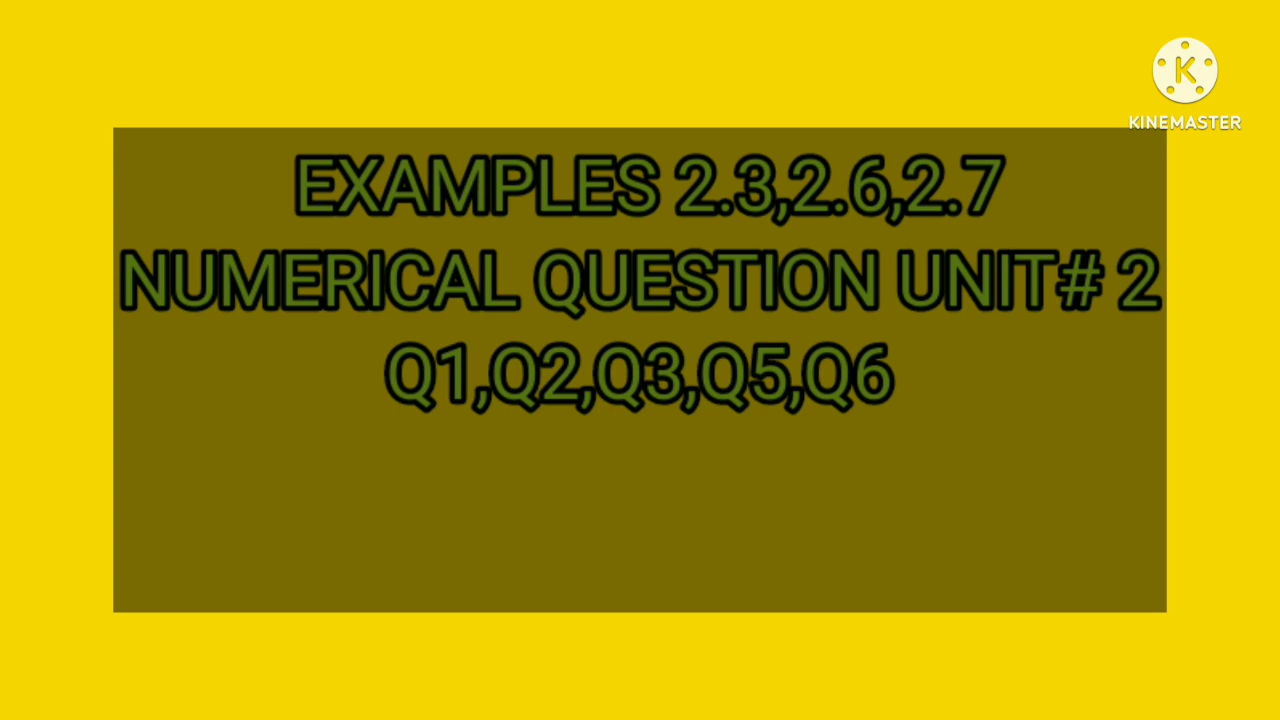 KINEMASTER
EXAMPLES 2.3,2.6,2.7
NUMERICAL QUESTION UNIT# 2
Q1,Q2,Q3,Q5,Q6